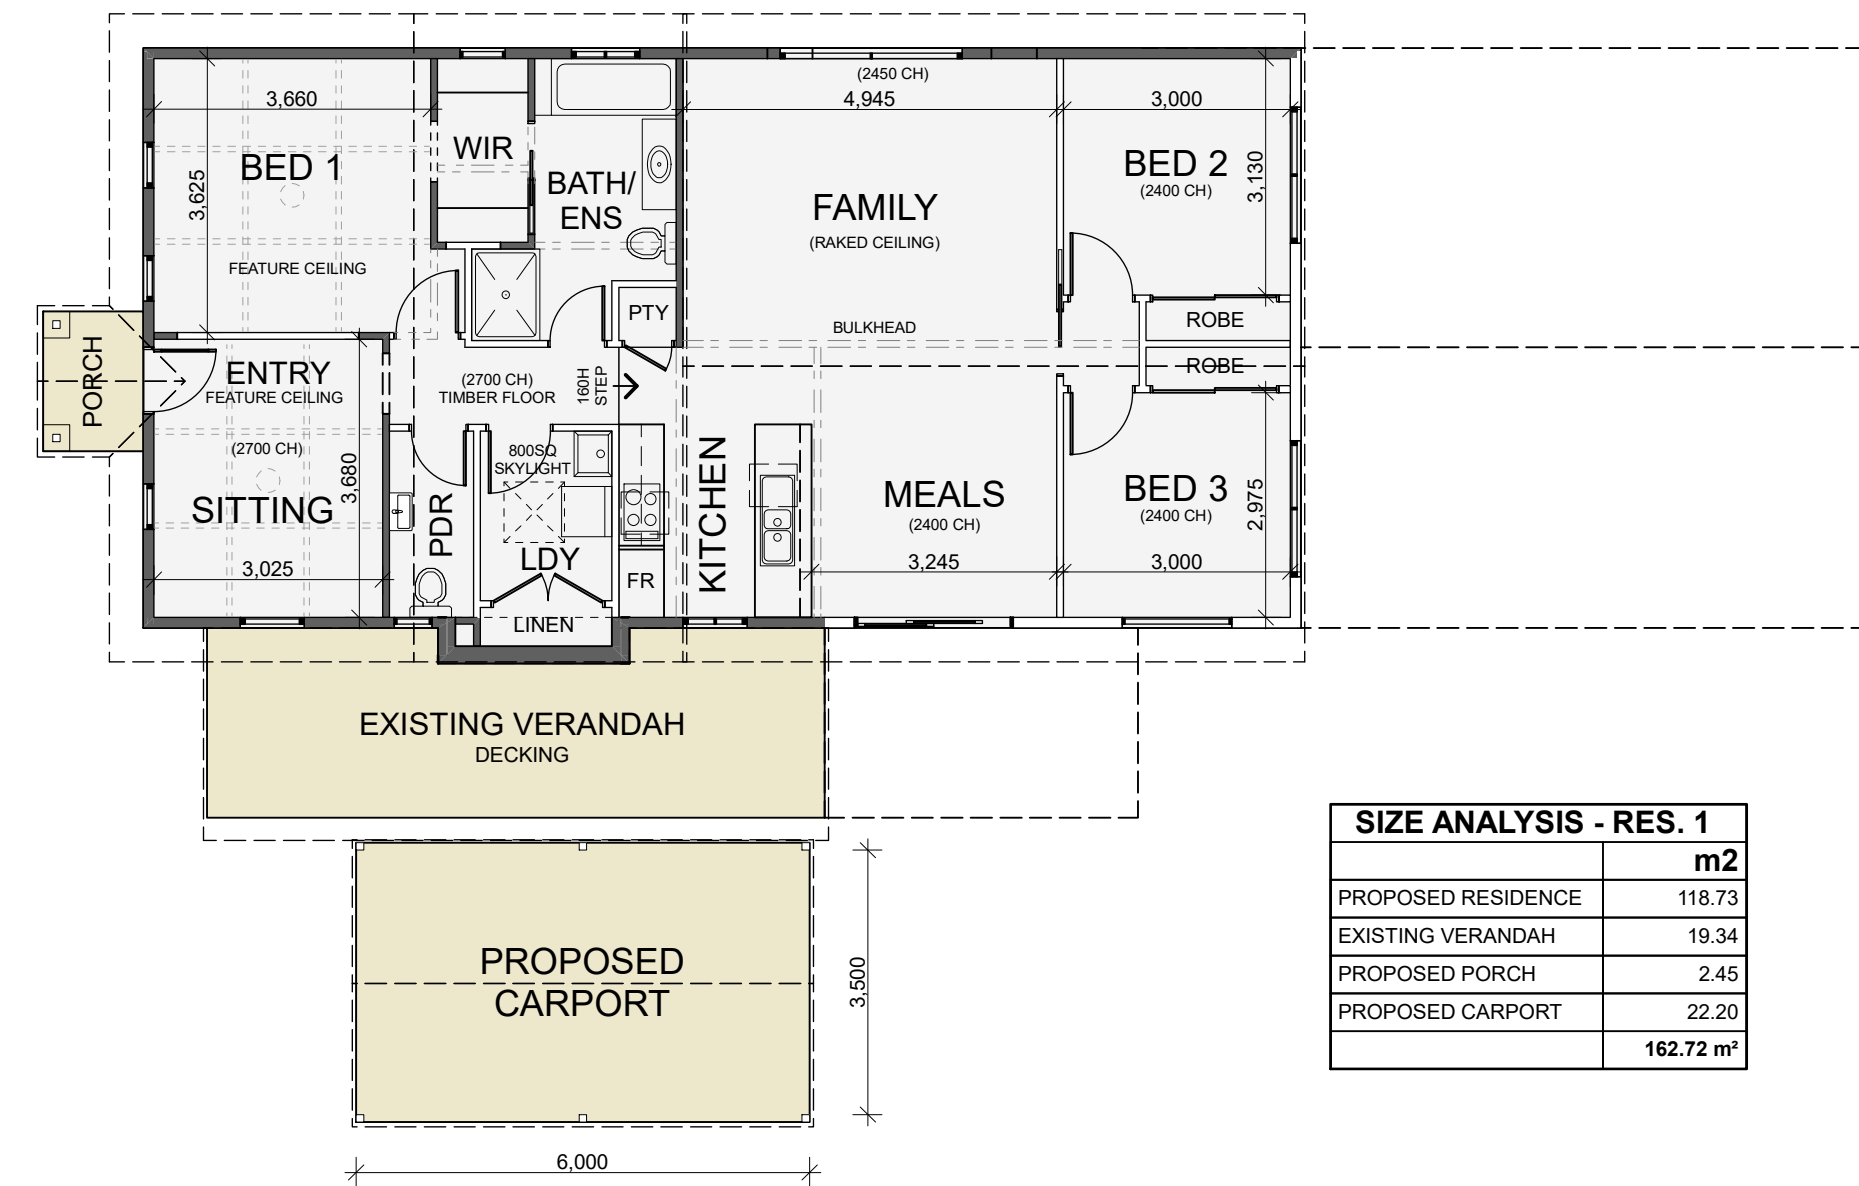 (2450 CH)
3,660
4,945
3,000
WIR
BED 1
BED 2
(2400 CH)
3,130
3,625
BATH/
ENS
FAMILY
(RAKED CEILING)
FEATURE CEILING
PTY
BULKHEAD
ROBE
ROBE
PORCH
ENTRY
FEATURE CEILING
(2700 CH)
TIMBER FLOOR
160H
STEP
(2700 CH)
SITTING
3,680
800SQ
SKYLIGHT
PDR
LDY
KITCHEN
MEALS
(2400 CH)
BED 3
(2400 CH)
2,975
3,025
FR
3,245
3,000
LINEN
EXISTING VERANDAH
DECKING
PROPOSED
CARPORT
3,500
6,000
SIZE ANALYSIS - RES. 1
m2
PROPOSED RESIDENCE 118.73
EXISTING VERANDAH 19.34
PROPOSED PORCH 2.45
PROPOSED CARPORT 22.20
162.72 m²